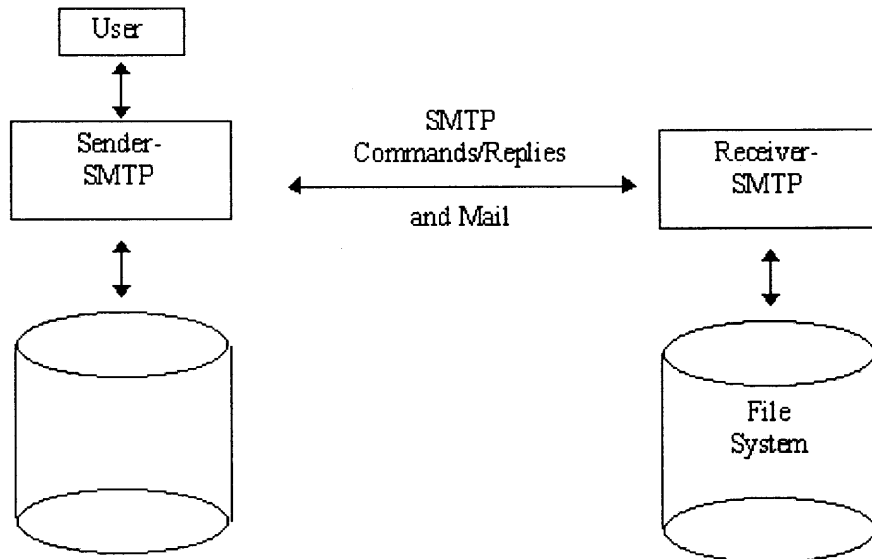 User
Sender-
SMTP
SMTP
Commands/Replies
and Mail
Receiver-
SMTP
File
System